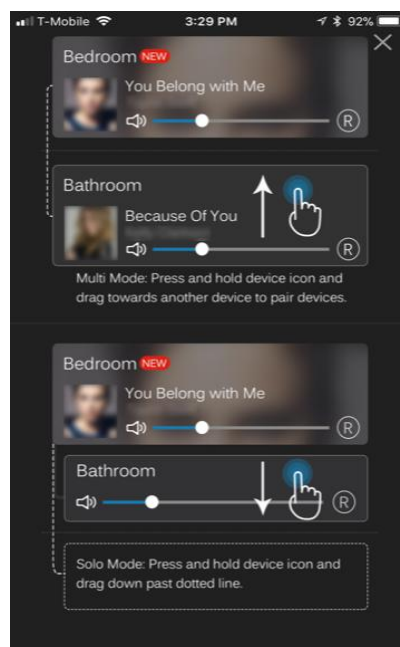 T-Mobile 3:29 PM 92%
Bedroom NEW
You Belong with Me
R
Bathroom
Because Of You
R
Multi Mode: Press and hold device icon and
drag towards another device to pair devices.
Bedroom NEW
You Belong with Me
R
Bathroom
R
Solo Mode: Press and hold device icon and
drag down past dotted line.